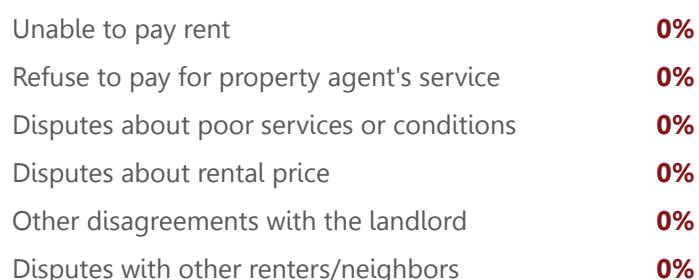 Unable to pay rent 0%
Refuse to pay for property agent's service 0%
Disputes about poor services or conditions 0%
Disputes about rental price 0%
Other disagreements with the landlord 0%
Disputes with other renters/neighbors 0%